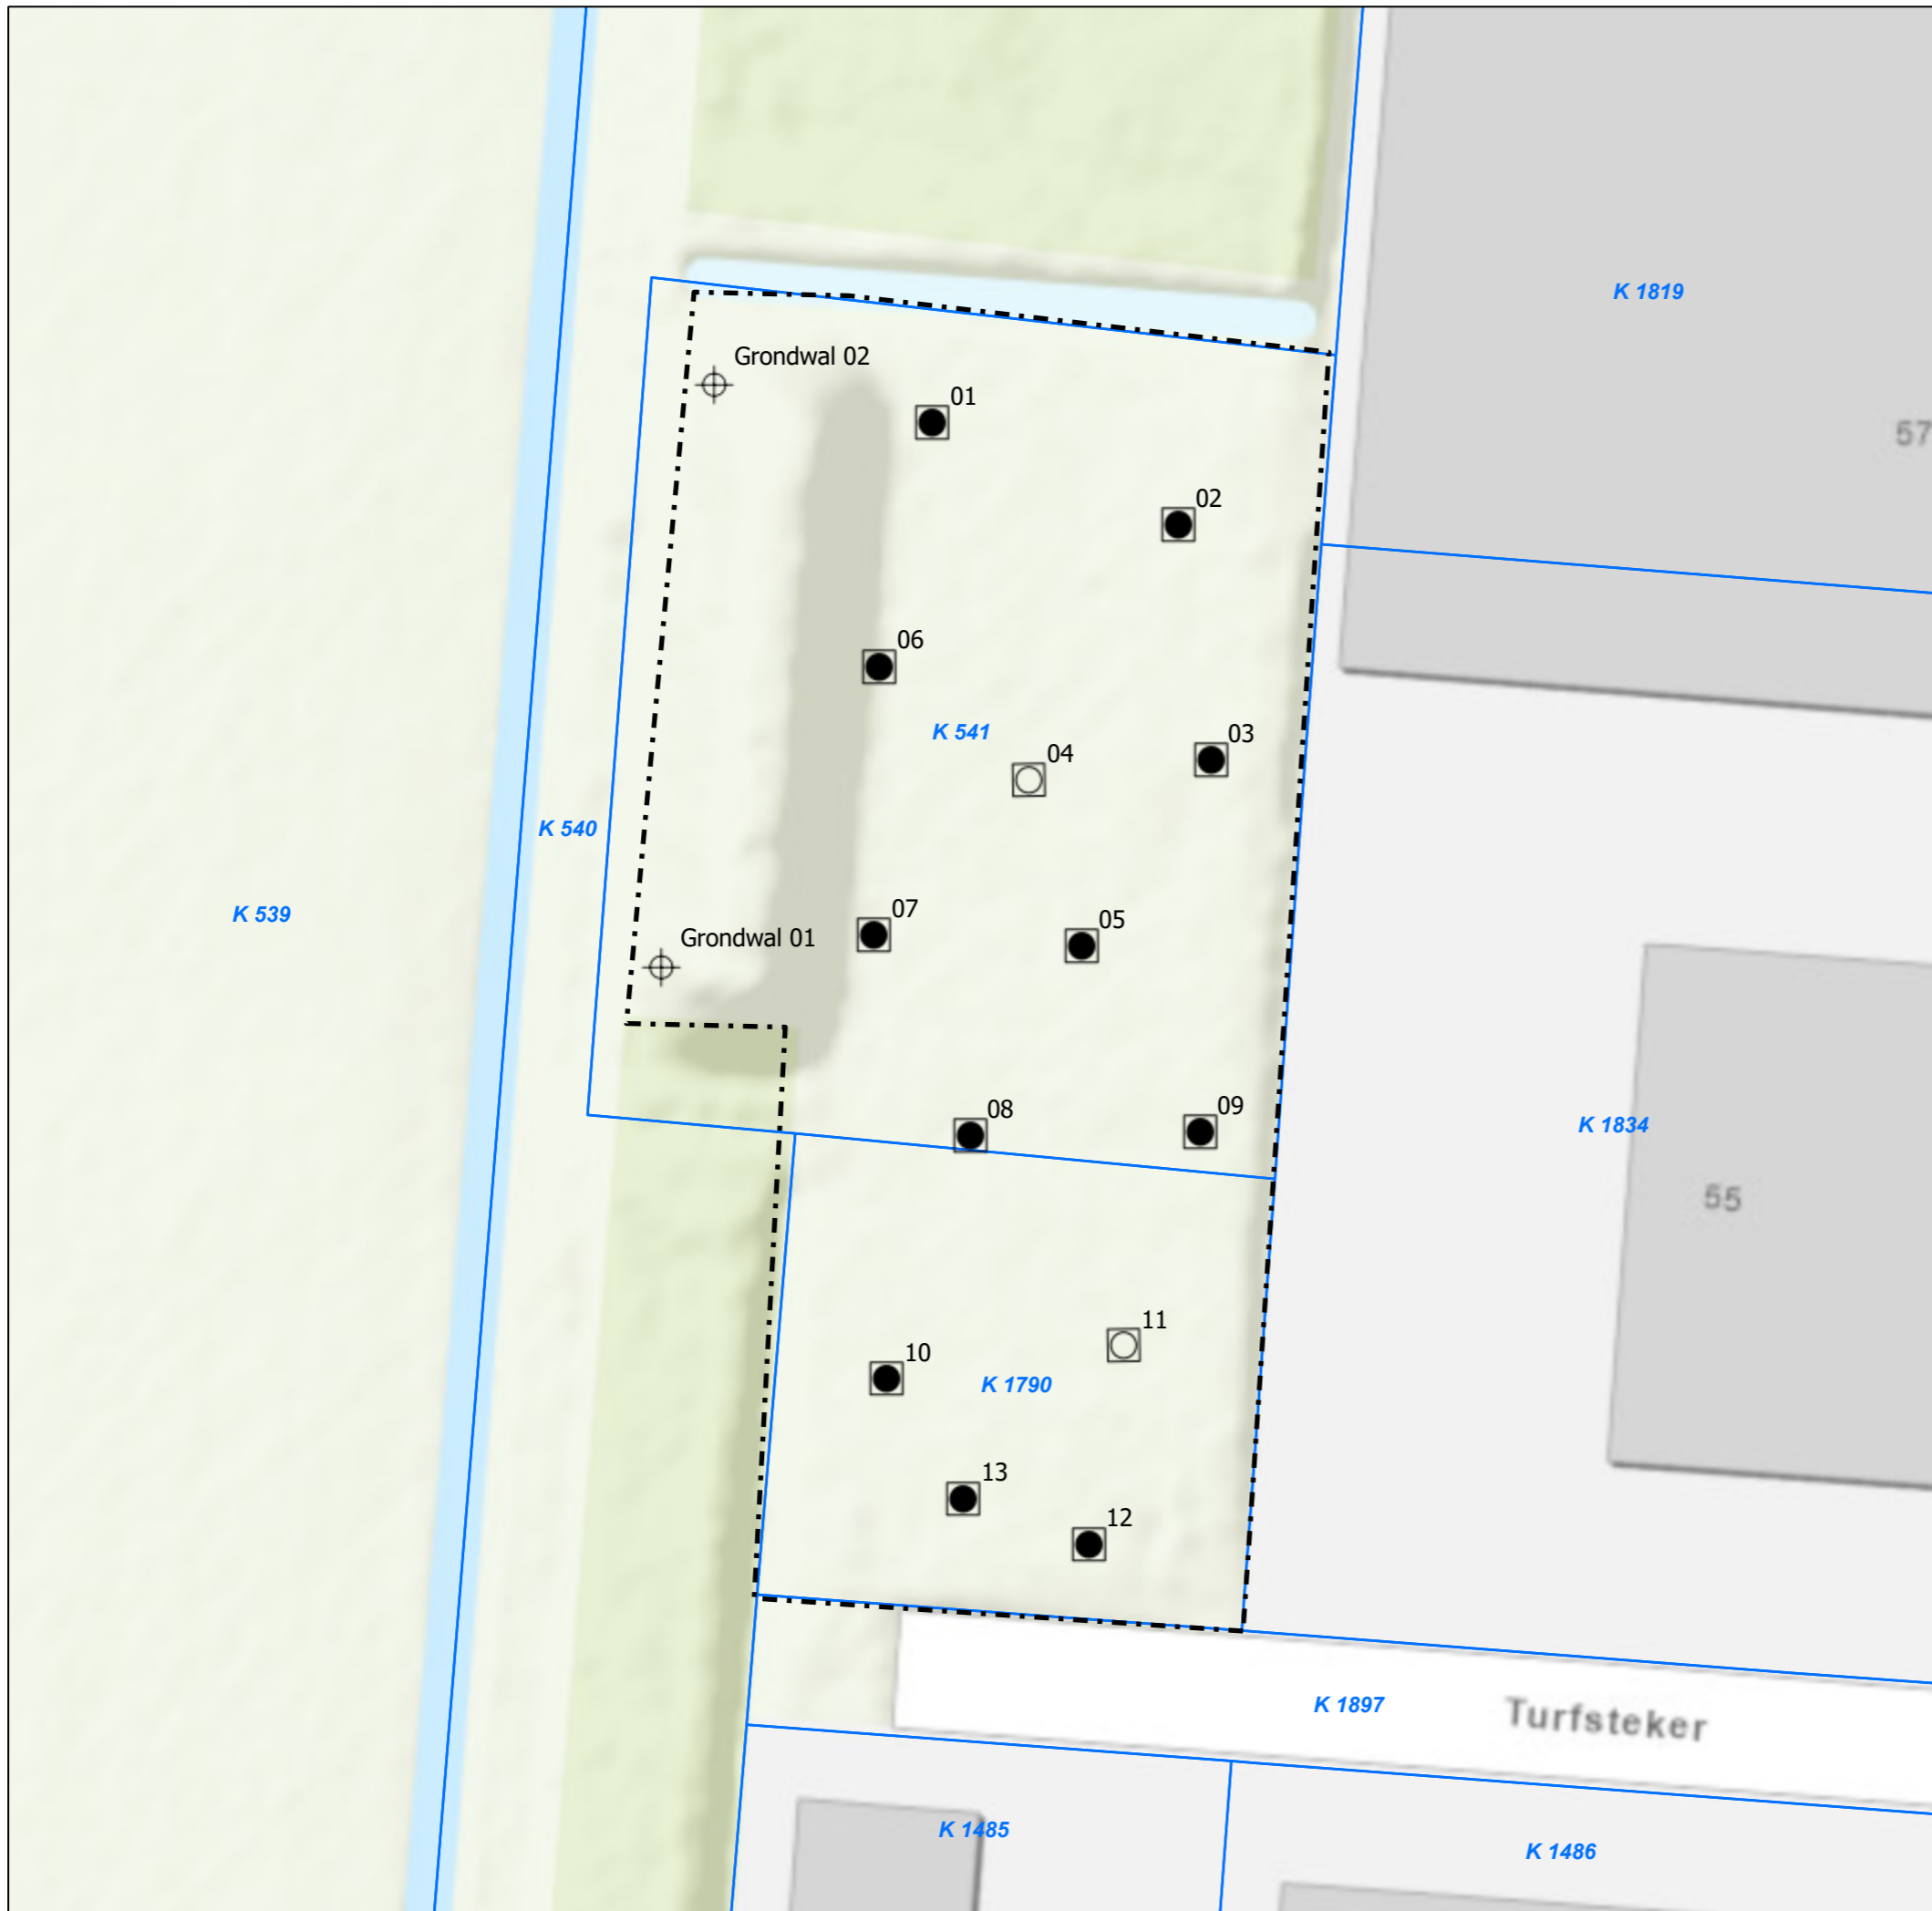 K 1819
Grondwal 02
01
57
02
06
K 541
03
04
K 540
K 539
07
05
Grondwal 01
08
09
K 1834
55
11
10
K 1790
13
12
K 1897
Turfsteker
K 1485
K 1486